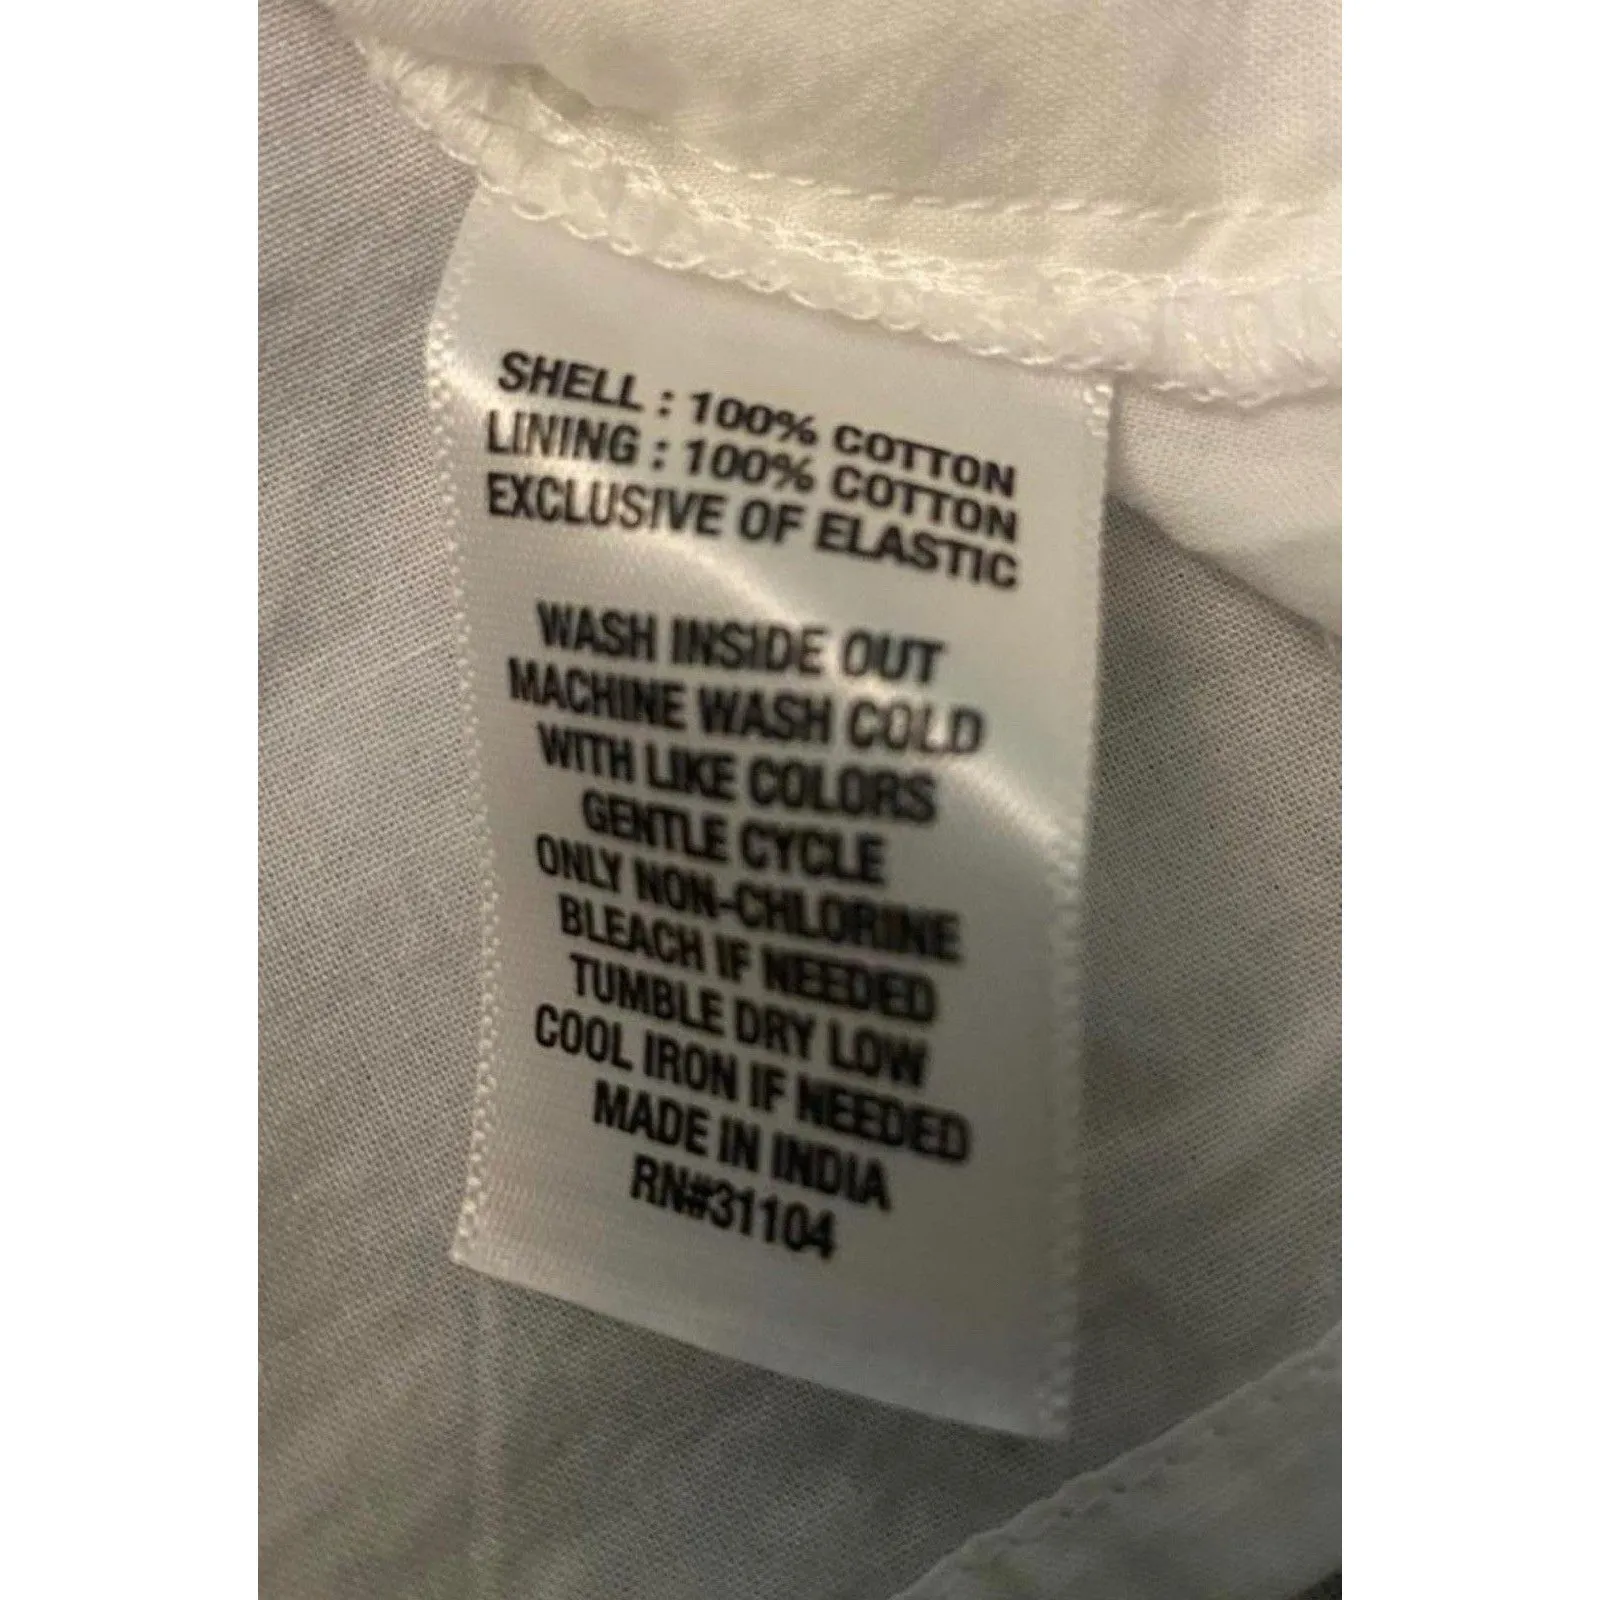 SHELL : 100% COTTON
LINING : 100% COTTON
EXCLUSIVE OF ELASTIC
WASH INSIDE OUT
MACHINE WASH COLD
WITH LIKE COLORS
GENTLE CYCLE
ONLY NON-CHLORINE
BLEACH IF NEEDED
TUMBLE DRY LOW
COOL IRON IF NEEDED
MADE IN INDIA
RN#31104